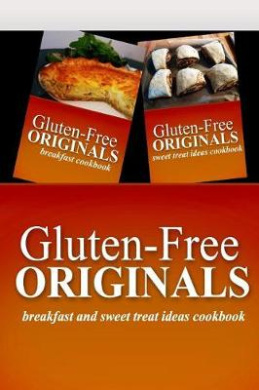 Gluten-Free
ORIGINALS
breakfast cookbook
Gluten-Free
ORIGINALS
sweet treat ideas cookbook
Gluten-Free
ORIGINALS
breakfast and sweet treat ideas cookbook